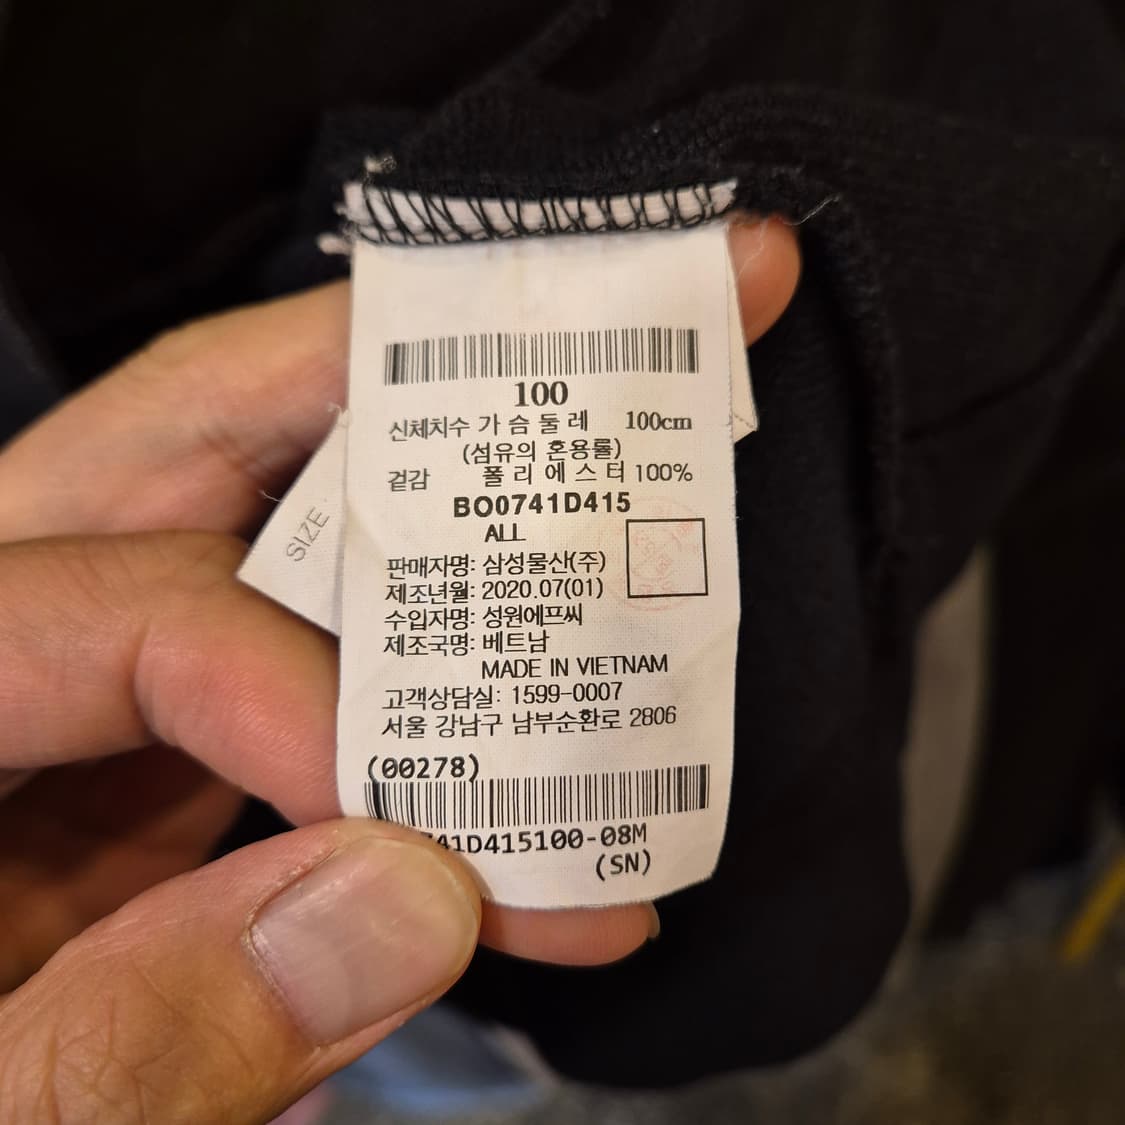 100
신체치수 가 슴 둘 레 100cm
(섬유의 혼용률)
겉감 폴 리 에 스 터 100%
BO0741D415
ALL
판매자명: 삼성물산(주)
제조년월: 2020.07(01)
수입자명: 성원에프씨
제조국명: 베트남
MADE IN VIETNAM
고객상담실: 1599-0007
서울 강남구 남부순환로 2806
(00278)
41D415100-08M
(SN)
SIZE